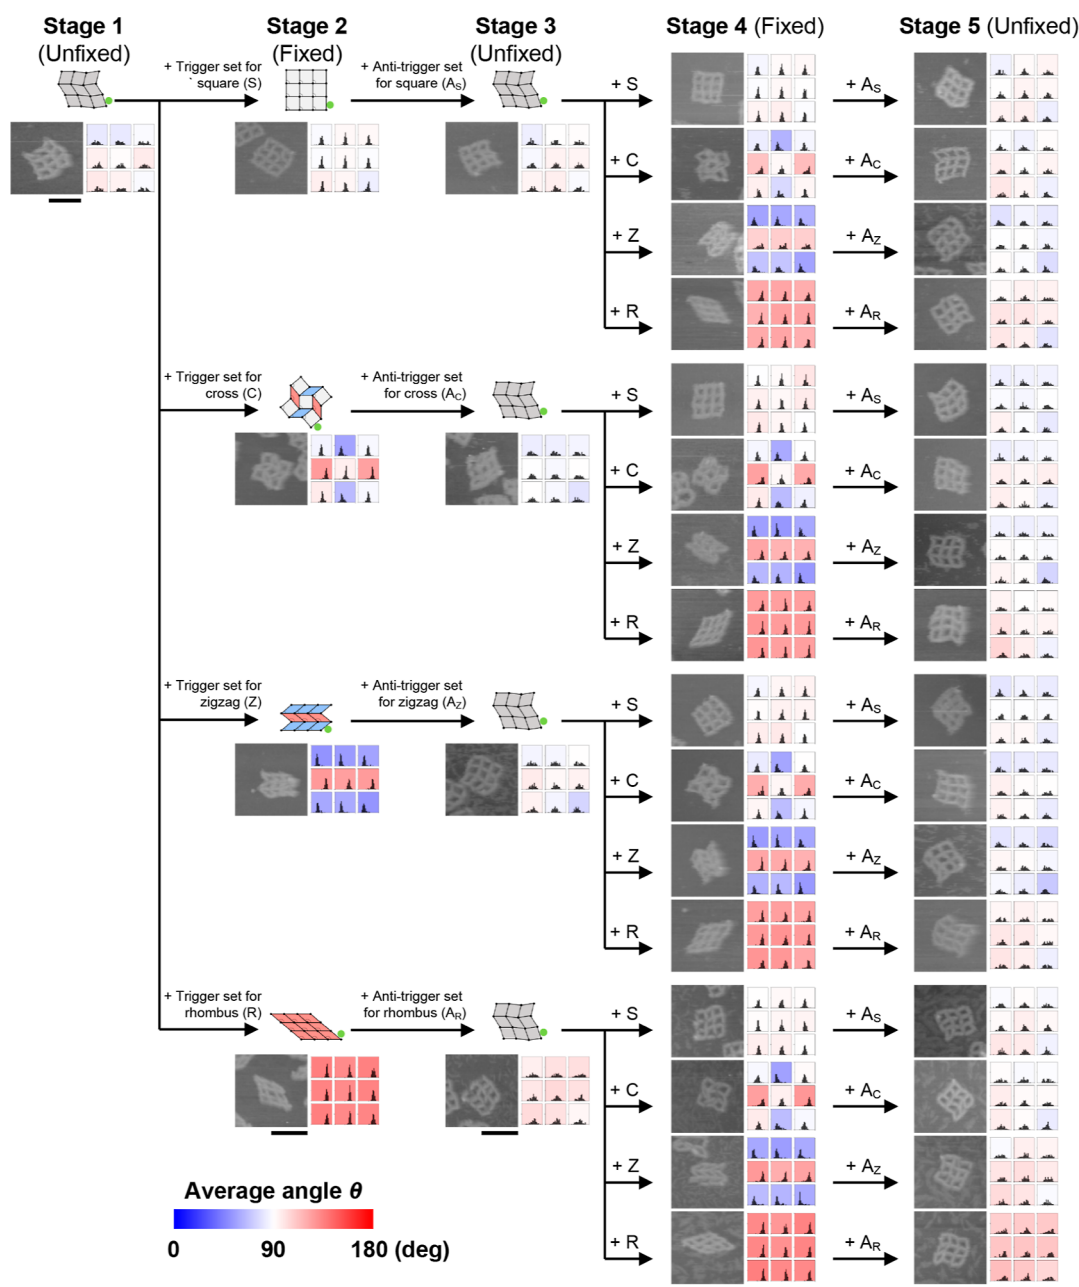 Stage 1
(Unfixed)
Stage 2
(Fixed)
Stage 3
(Unfixed)
Stage 4 (Fixed)
Stage 5 (Unfixed)
+ Trigger set for
` square (S)
+ Anti-trigger set
for square (AS)
+ S
+ AS
+ C
+ AC
+ Z
+ AZ
+ R
+ AR
+ Trigger set for
cross (C)
+ Anti-trigger set
for cross (AC)
+ S
+ AS
+ C
+ AC
+ Z
+ AZ
+ R
+ AR
+ Trigger set for
zigzag (Z)
+ Anti-trigger set
for zigzag (AZ)
+ S
+ AS
+ C
+ AC
+ Z
+ AZ
+ R
+ AR
+ Trigger set for
rhombus (R)
+ Anti-trigger set
for rhombus (AR)
+ S
+ AS
+ C
+ AC
+ Z
+ AZ
+ R
+ AR
Average angle θ
0 90 180 (deg)